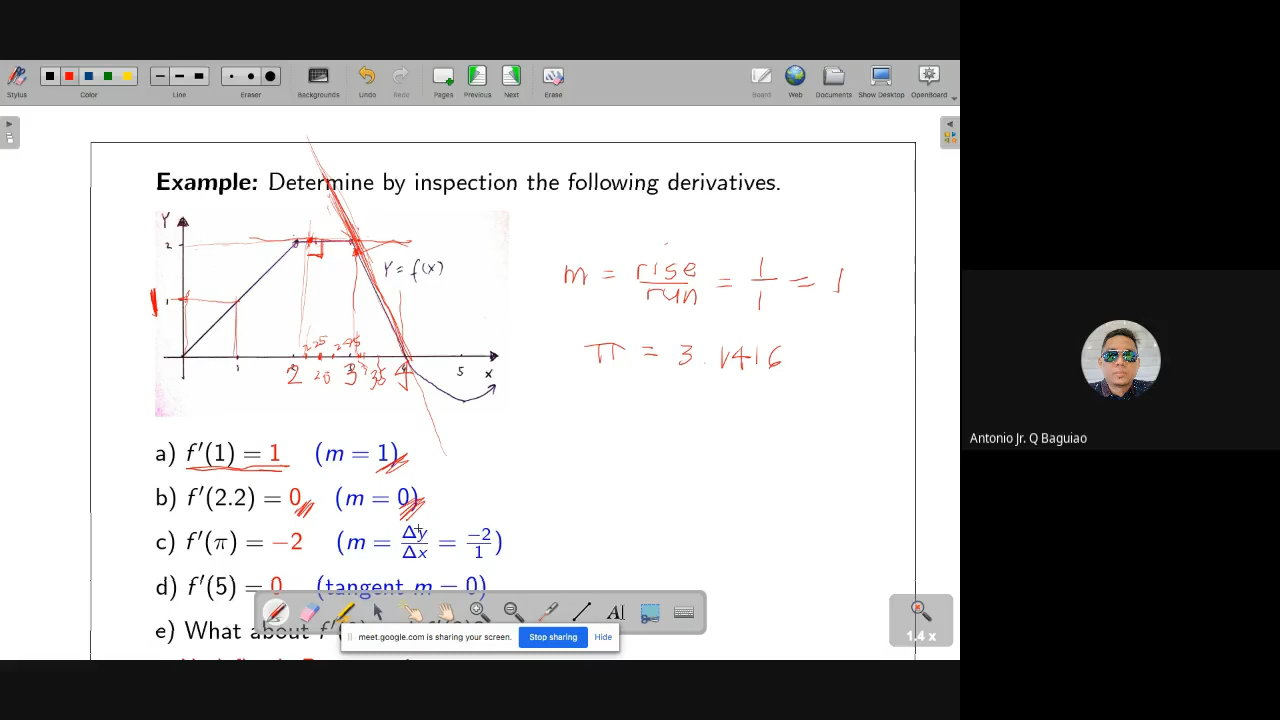 Stylus Color Line Eraser Backgrounds Undo Redo Pages Previous Next Erase Board Web Documents Show Desktop OpenBoard
Example: Determine by inspection the following derivatives.
Y
2
Y = f(x)
1
1 2 3 4 5 x
m = rise/run = 1/1 = 1
π = 3.1416
a) f′(1) = 1 (m = 1)
b) f′(2.2) = 0 (m = 0)
c) f′(π) = −2 (m = Δy/Δx = −2/1)
d) f′(5) = 0 (tangent m = 0)
e) What about
meet.google.com is sharing your screen. Stop sharing Hide
1.4 x
Antonio Jr. Q Baguiao